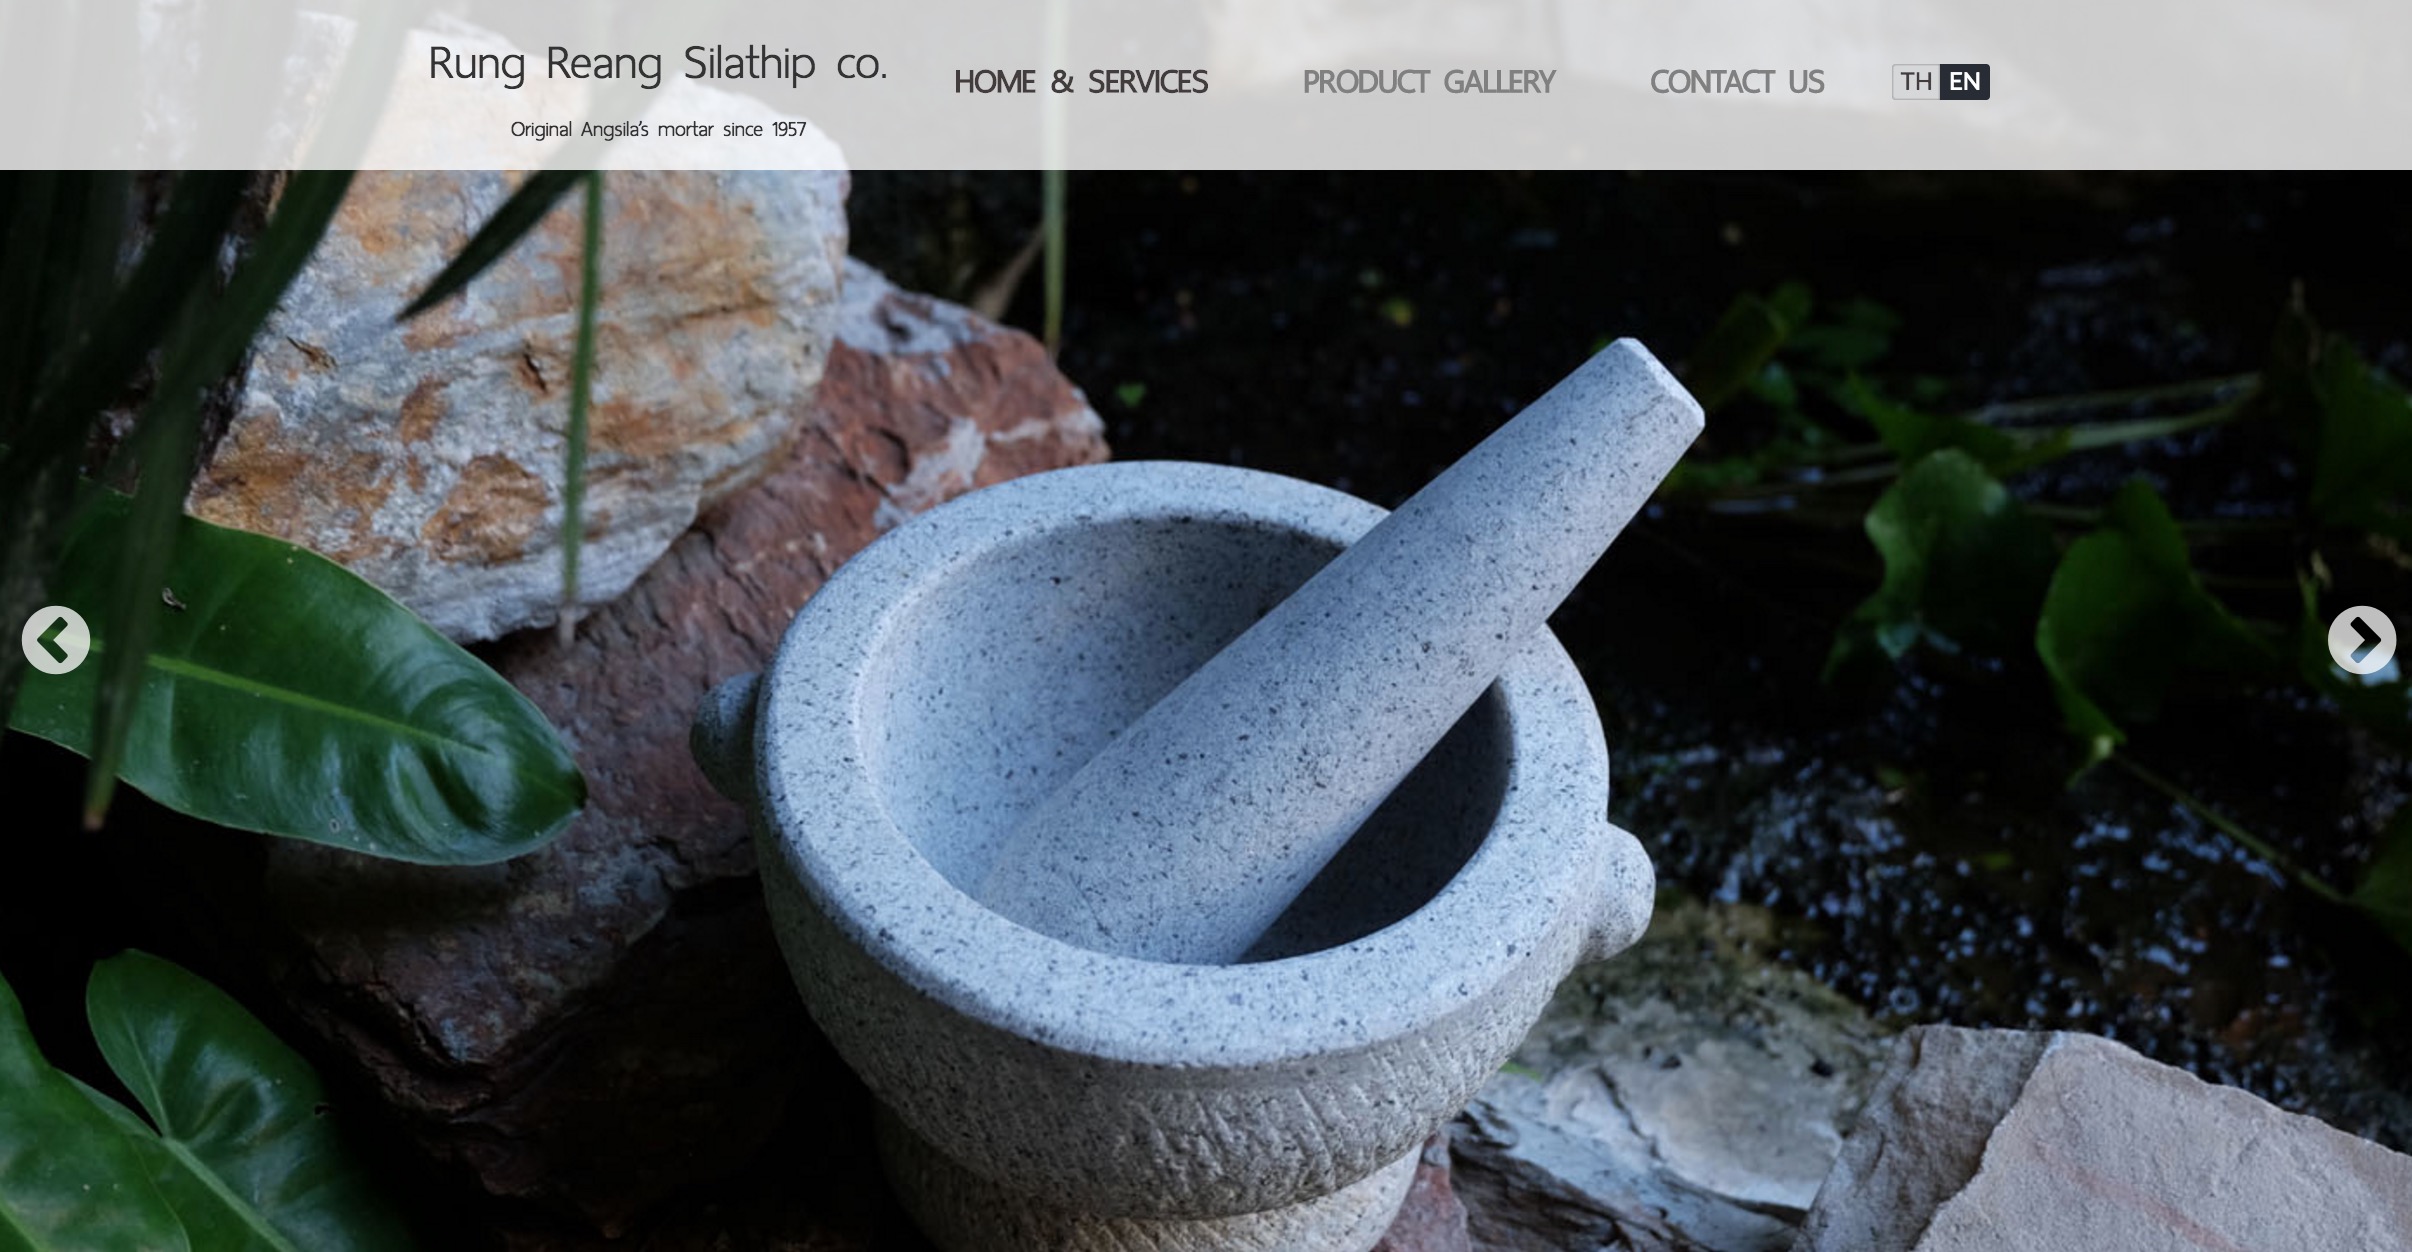 Rung Reang Silathip co.
Original Angsila's mortar since 1957
HOME & SERVICES
PRODUCT GALLERY
CONTACT US
TH EN